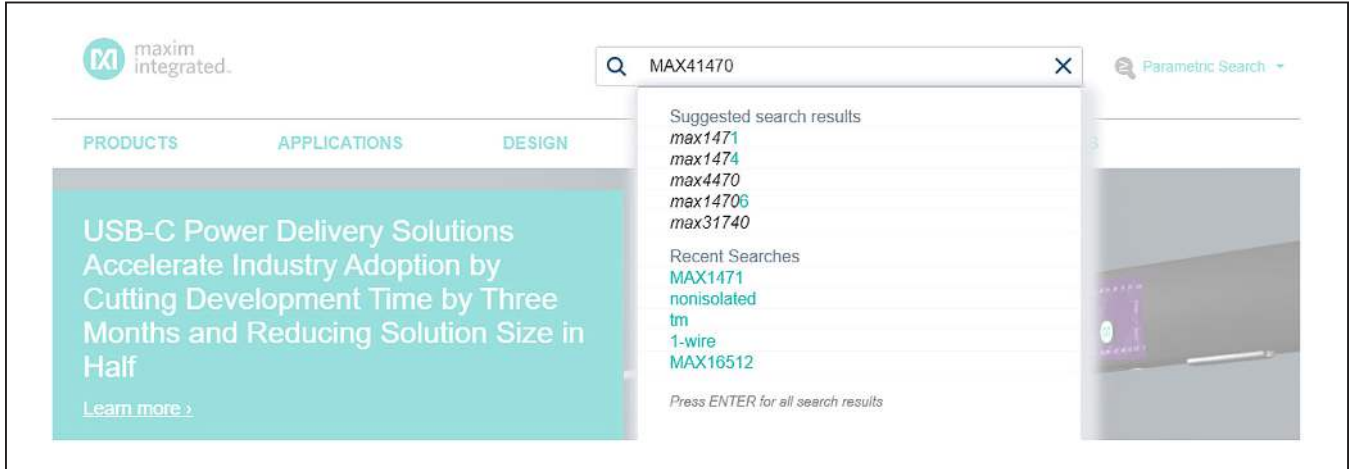 maxim
integrated™
MAX41470
Parametric Search
PRODUCTS
APPLICATIONS
DESIGN
Suggested search results
max1471
max1474
max4470
max14706
max31740
Recent Searches
MAX1471
nonisolated
tm
1-wire
MAX16512
Press ENTER for all search results
USB-C Power Delivery Solutions
Accelerate Industry Adoption by
Cutting Development Time by Three
Months and Reducing Solution Size in
Half
Learn more ›